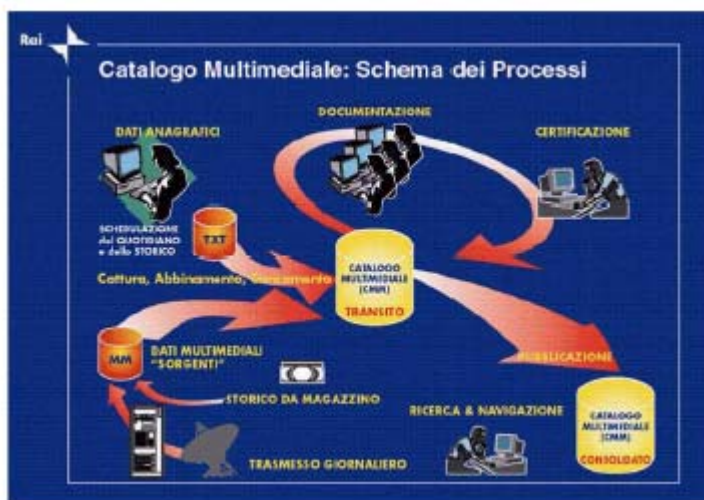 Rai
Catalogo Multimediale: Schema dei Processi
DOCUMENTAZIONE
DATI ANAGRAFICI
CERTIFICAZIONE
SCHEDULAZIONE
del QUOTIDIANO
e dello STORICO
TXT
CATALOGO
MULTIMEDIALE
(CMM)
TRANSITO
Cattura, Abbinamento,
MM
DATI MULTIMEDIALI
"SORGENTI"
PUBBLICAZIONE
STORICO DA MAGAZZINO
RICERCA & NAVIGAZIONE
CATALOGO
MULTIMEDIALE
(CMM)
CONSOLIDATO
TRASMESSO GIORNALIERO